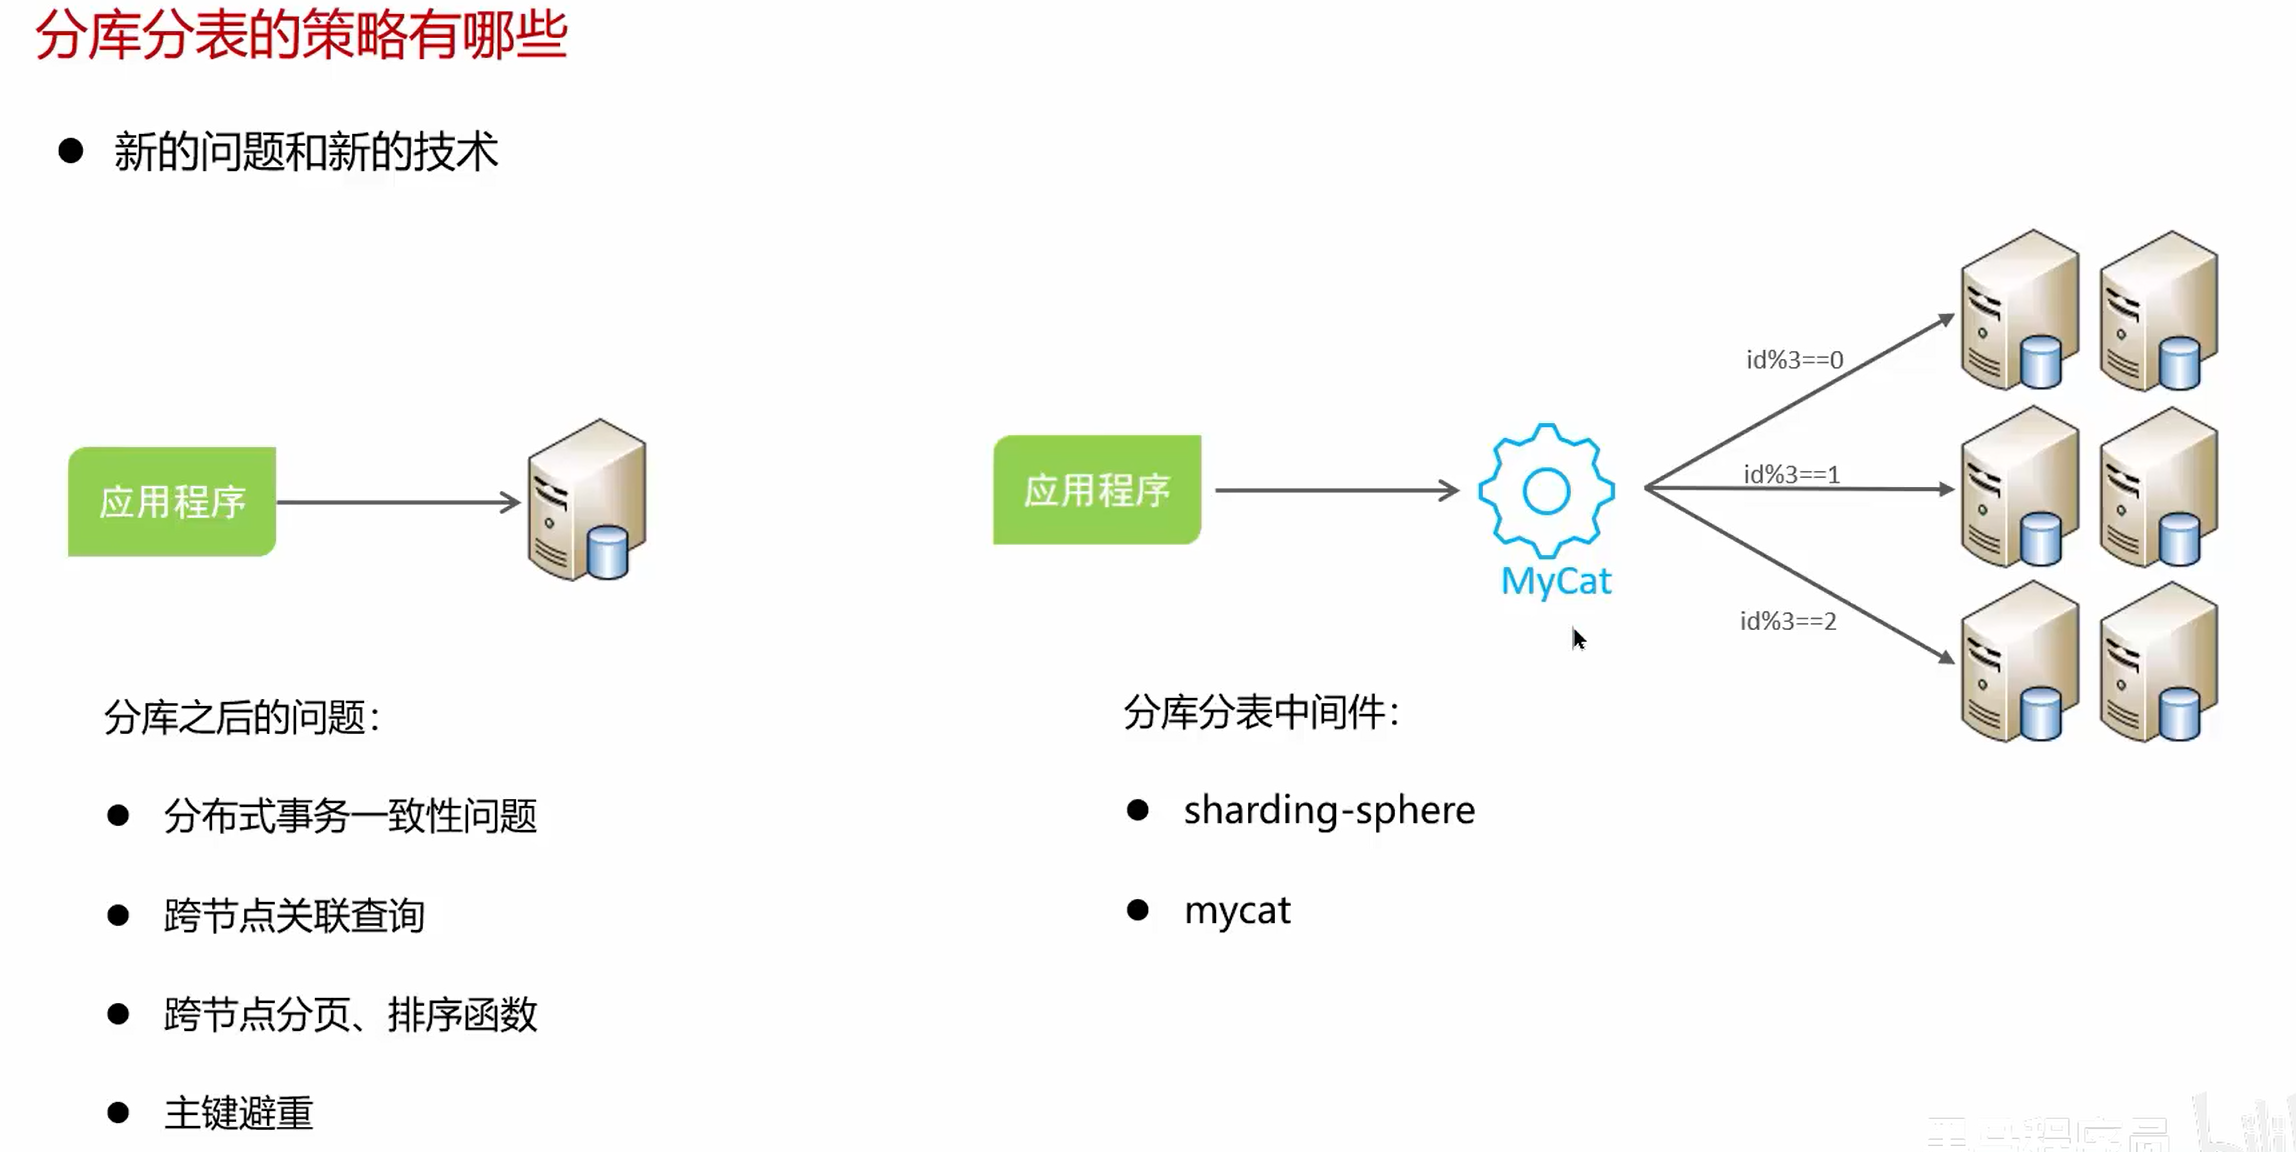 分库分表的策略有哪些
● 新的问题和新的技术
应用程序
应用程序
MyCat
id%3==0
id%3==1
id%3==2
分库之后的问题：
● 分布式事务一致性问题
● 跨节点关联查询
● 跨节点分页、排序函数
● 主键避重
分库分表中间件：
● sharding-sphere
● mycat